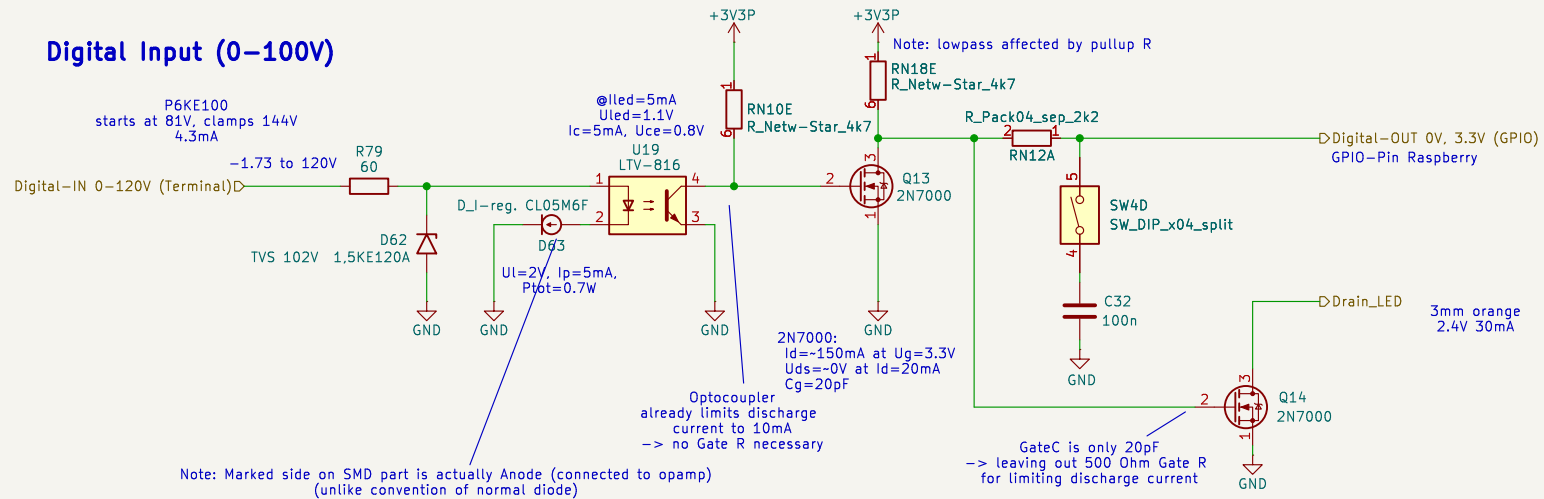 Digital Input (0-100V)
P6KE100
starts at 81V, clamps 144V
4.3mA
-1.73 to 120V
Digital-IN 0-120V (Terminal)
R79
60
D62
TVS 102V 1,5KE120A
GND
D_I-reg. CL05M6F
D63
Ul=2V, Ip=5mA,
Ptot=0.7W
GND
@Iled=5mA
Uled=1.1V
Ic=5mA, Uce=0.8V
U19
LTV-816
1
2
4
3
GND
+3V3P
1
6
RN10E
R_Netw-Star_4k7
+3V3P
Note: lowpass affected by pullup R
1
6
RN18E
R_Netw-Star_4k7
2
3
1
Q13
2N7000
GND
R_Pack04_sep_2k2
2
1
RN12A
Digital-OUT 0V, 3.3V (GPIO)
GPIO-Pin Raspberry
5
4
SW4D
SW_DIP_x04_split
C32
100n
GND
Drain_LED
3mm orange
2.4V 30mA
2
3
1
Q14
2N7000
GND
2N7000:
Id=~150mA at Ug=3.3V
Uds=~0V at Id=20mA
Cg=20pF
Optocoupler
already limits discharge
current to 10mA
-> no Gate R necessary
GateC is only 20pF
-> leaving out 500 Ohm Gate R
for limiting discharge current
Note: Marked side on SMD part is actually Anode (connected to opamp)
(unlike convention of normal diode)